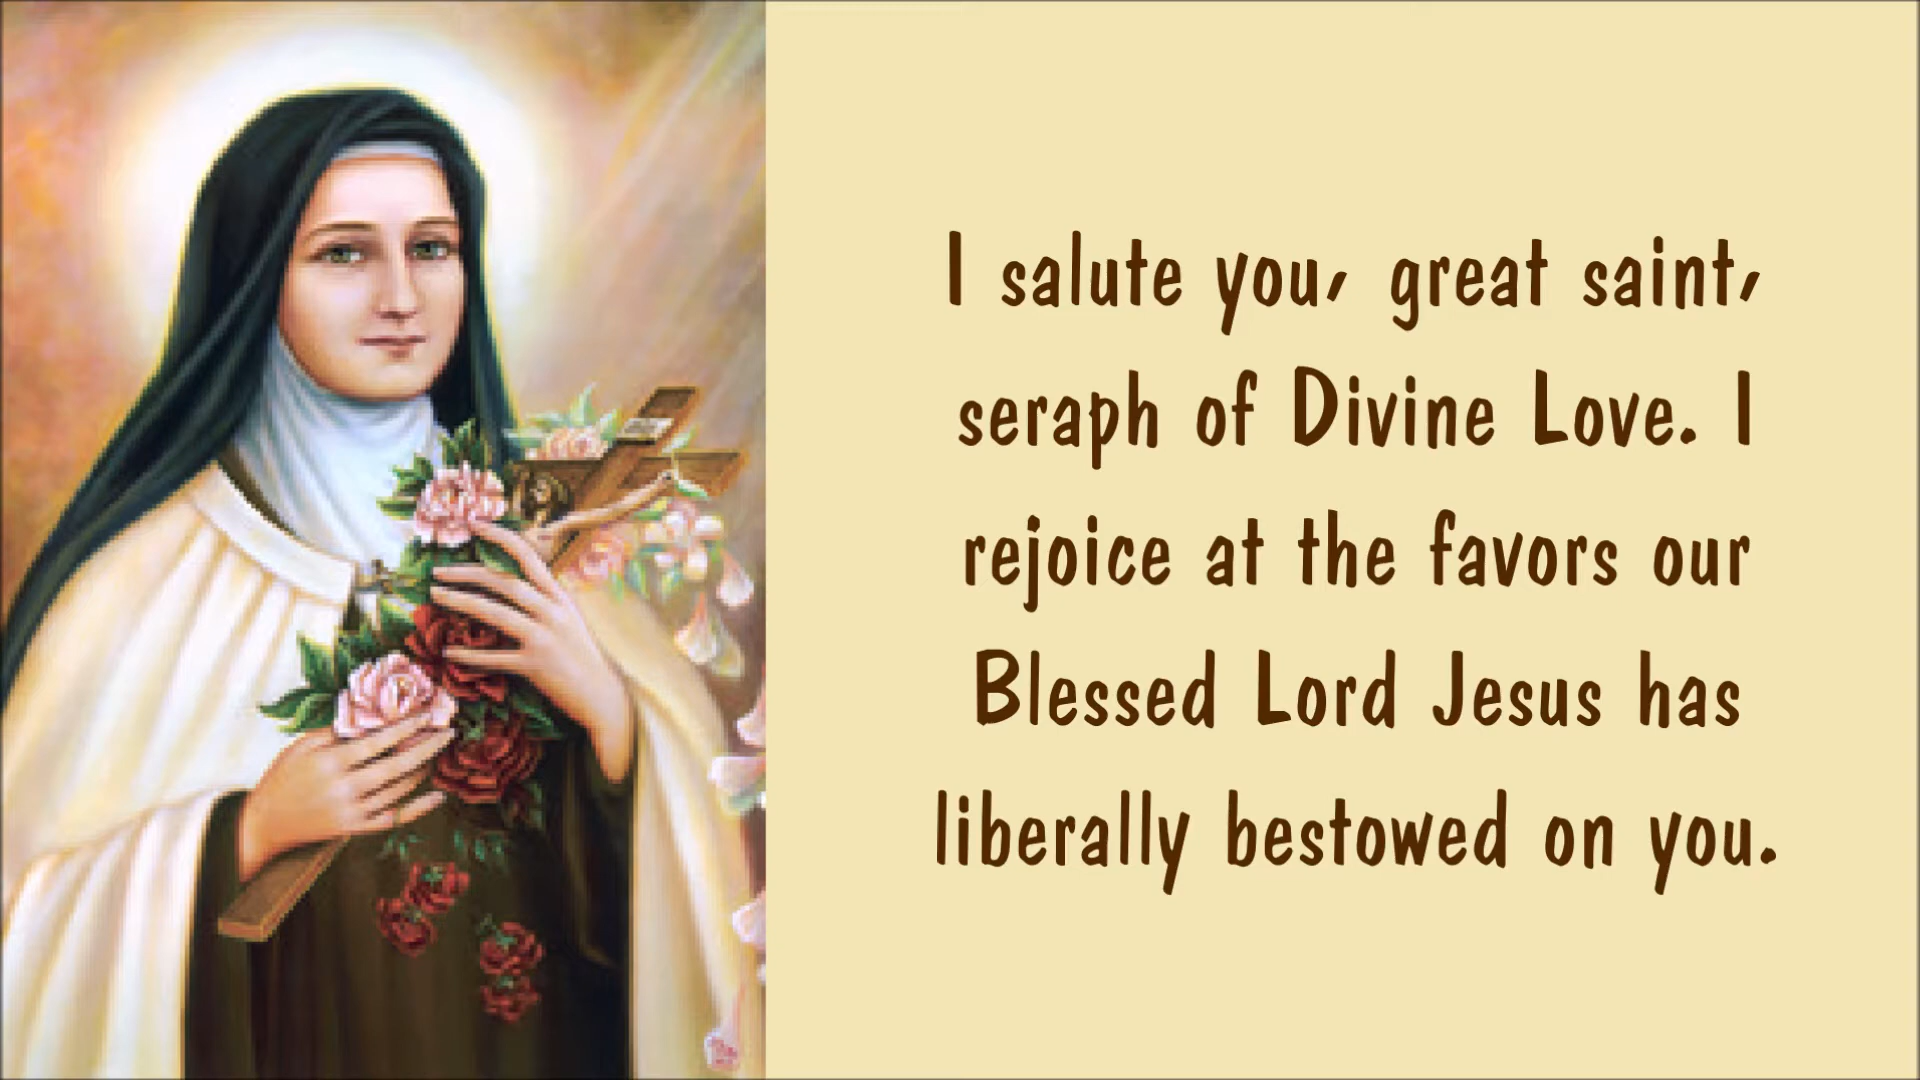 I salute you, great saint,
seraph of Divine Love. I
rejoice at the favors our
Blessed Lord Jesus has
liberally bestowed on you.